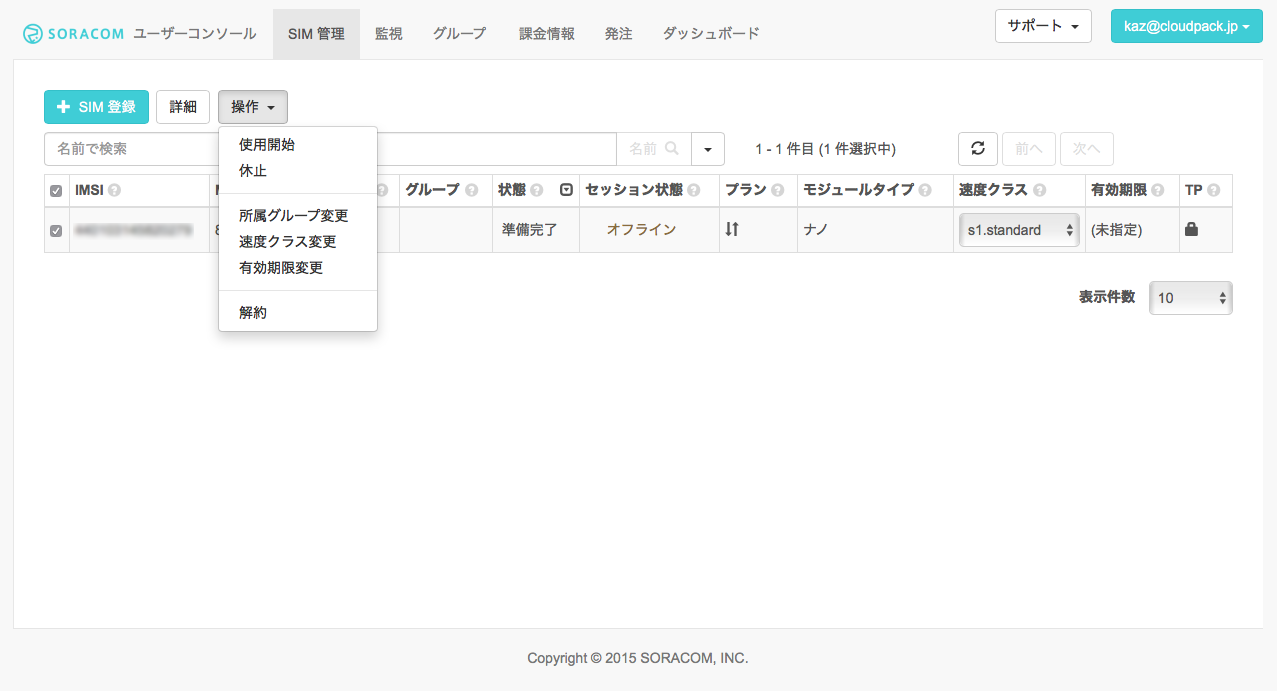 SORACOM ユーザーコンソール SIM 管理 監視 グループ 課金情報 発注 ダッシュボード サポート kaz@cloudpack.jp
SIM 登録 詳細 操作
名前で検索 名前 1 - 1 件目 (1 件選択中) 前へ 次へ
使用開始
休止
所属グループ変更
速度クラス変更
有効期限変更
解約
IMSI グループ 状態 セッション状態 プラン モジュールタイプ 速度クラス 有効期限 TP
準備完了 オフライン ナノ s1.standard (未指定)
表示件数 10
Copyright © 2015 SORACOM, INC.